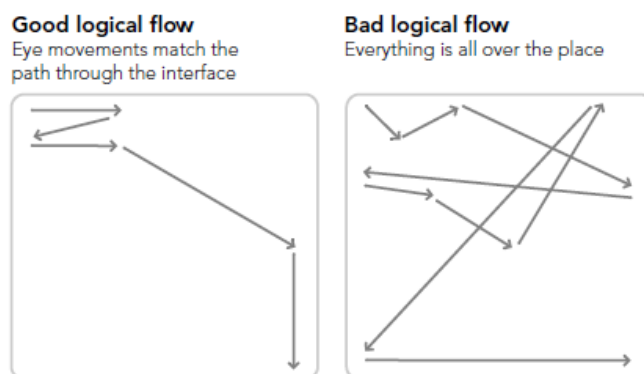 Good logical flow
Eye movements match the
path through the interface
Bad logical flow
Everything is all over the place